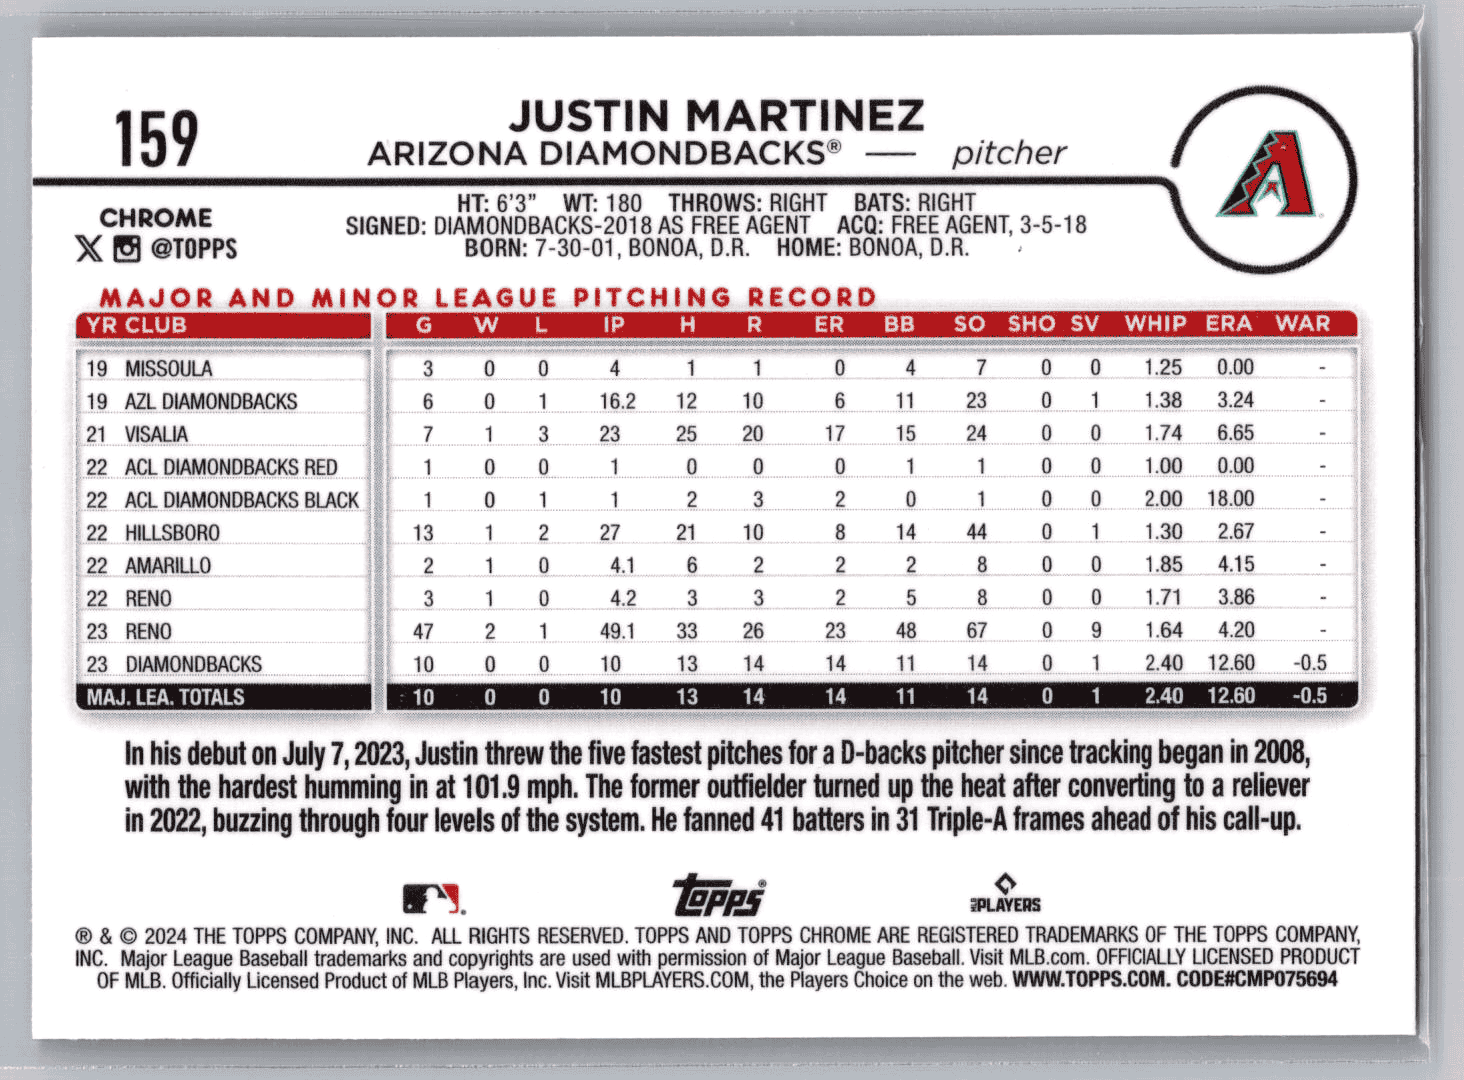 159
JUSTIN MARTINEZ
ARIZONA DIAMONDBACKS® — pitcher
CHROME
@TOPPS
HT: 6'3" WT: 180 THROWS: RIGHT BATS: RIGHT
SIGNED: DIAMONDBACKS-2018 AS FREE AGENT ACQ: FREE AGENT, 3-5-18
BORN: 7-30-01, BONOA, D.R. HOME: BONOA, D.R.
MAJOR AND MINOR LEAGUE PITCHING RECORD
YR CLUB G W L IP H R ER BB SO SHO SV WHIP ERA WAR
19 MISSOULA 3 0 0 4 1 1 0 4 7 0 0 1.25 0.00 -
19 AZL DIAMONDBACKS 6 0 1 16.2 12 10 6 11 23 0 1 1.38 3.24 -
21 VISALIA 7 1 3 23 25 20 17 15 24 0 0 1.74 6.65 -
22 ACL DIAMONDBACKS RED 1 0 0 1 0 0 0 1 1 0 0 1.00 0.00 -
22 ACL DIAMONDBACKS BLACK 1 0 1 1 2 3 2 0 1 0 0 2.00 18.00 -
22 HILLSBORO 13 1 2 27 21 10 8 14 44 0 1 1.30 2.67 -
22 AMARILLO 2 1 0 4.1 6 2 2 2 8 0 0 1.85 4.15 -
22 RENO 3 1 0 4.2 3 3 2 5 8 0 0 1.71 3.86 -
23 RENO 47 2 1 49.1 33 26 23 48 67 0 9 1.64 4.20 -
23 DIAMONDBACKS 10 0 0 10 13 14 14 11 14 0 1 2.40 12.60 -0.5
MAJ. LEA. TOTALS 10 0 0 10 13 14 14 11 14 0 1 2.40 12.60 -0.5
In his debut on July 7, 2023, Justin threw the five fastest pitches for a D-backs pitcher since tracking began in 2008,
with the hardest humming in at 101.9 mph. The former outfielder turned up the heat after converting to a reliever
in 2022, buzzing through four levels of the system. He fanned 41 batters in 31 Triple-A frames ahead of his call-up.
Topps®
PLAYERS
® & © 2024 THE TOPPS COMPANY, INC. ALL RIGHTS RESERVED. TOPPS AND TOPPS CHROME ARE REGISTERED TRADEMARKS OF THE TOPPS COMPANY,
INC. Major League Baseball trademarks and copyrights are used with permission of Major League Baseball. Visit MLB.com. OFFICIALLY LICENSED PRODUCT
OF MLB. Officially Licensed Product of MLB Players, Inc. Visit MLBPLAYERS.COM, the Players Choice on the web. WWW.TOPPS.COM. CODE#CMP075694